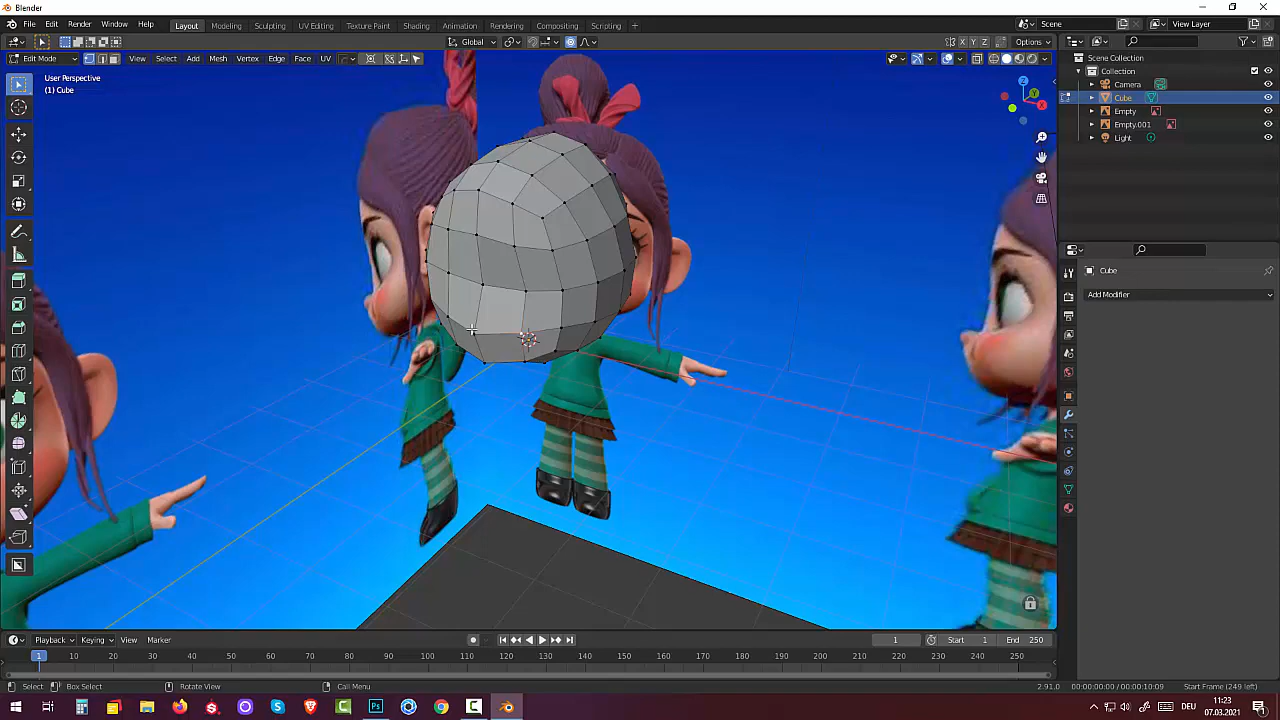 Blender
File Edit Render Window Help Layout Modeling Sculpting UV Editing Texture Paint Shading Animation Rendering Compositing Scripting + Scene View Layer
Global X Y Z Options
Edit Mode View Select Add Mesh Vertex Edge Face UV
User Perspective
(1) Cube
Z
Y
X
Scene Collection
Collection
Camera
Cube
Empty
Empty.001
Light
Cube
Add Modifier
Playback Keying View Marker 1 Start 1 End 250
1 10 20 30 40 50 60 70 80 90 100 110 120 130 140 150 160 170 180 190 200 210 220 230 240 250
Select Box Select Rotate View Call Menu 2.91.0 00:00:00:00 / 00:00:10:09 Start Frame (249 left)
Ps DEU 11:23
07.03.2021